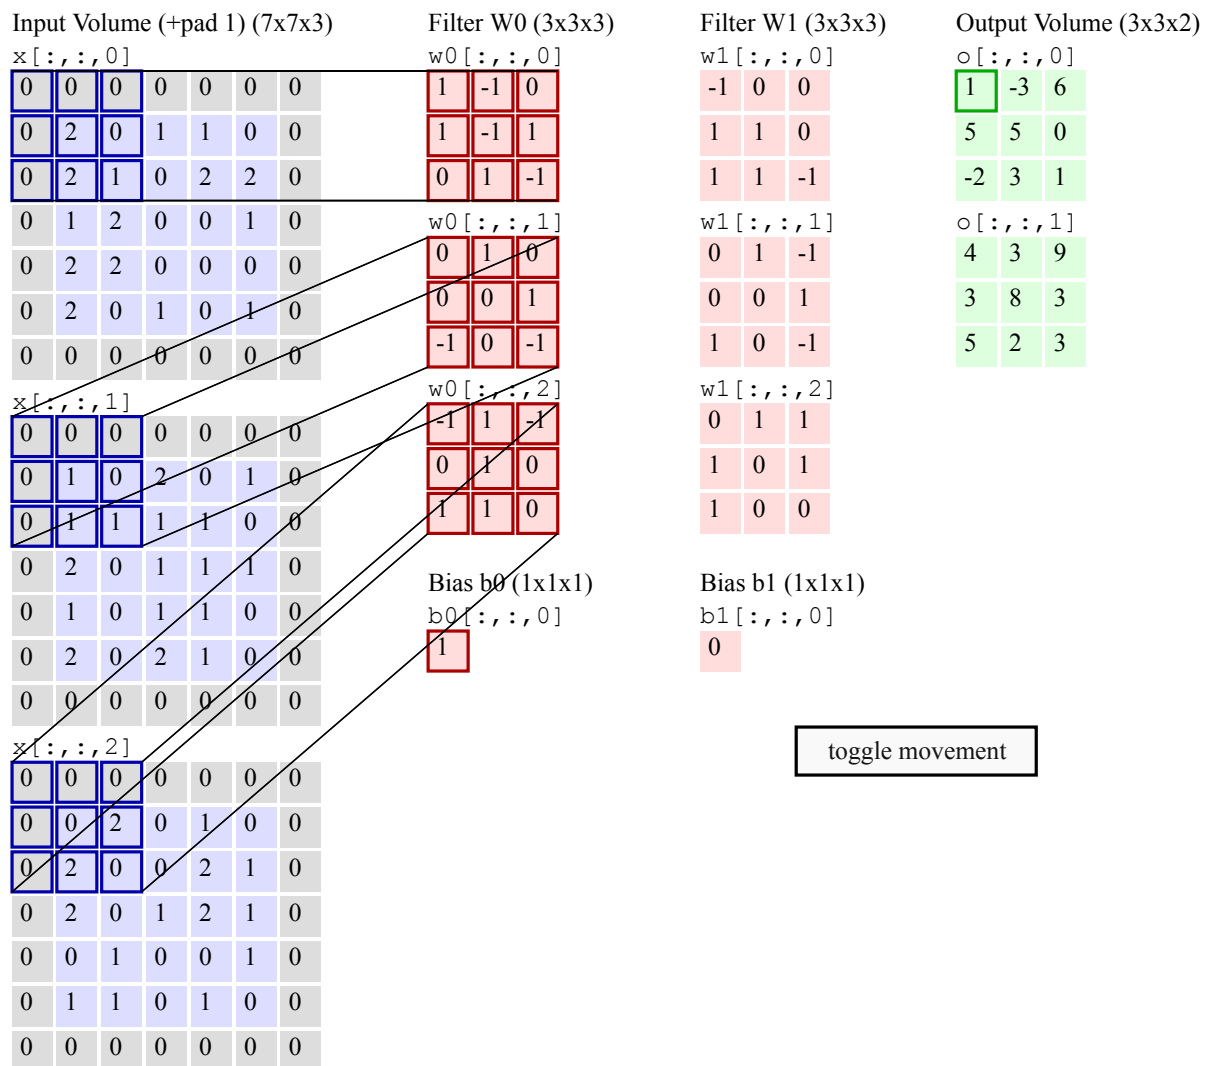 Input Volume (+pad 1) (7x7x3)
x[:,:,0]
0 0 0 0 0 0 0
0 2 0 1 1 0 0
0 2 1 0 2 2 0
0 1 2 0 0 1 0
0 2 2 0 0 0 0
0 2 0 1 0 1 0
0 0 0 0 0 0 0
x[:,:,1]
0 0 0 0 0 0 0
0 1 0 2 0 1 0
0 1 1 1 1 0 0
0 2 0 1 1 1 0
0 1 0 1 1 0 0
0 2 0 2 1 0 0
0 0 0 0 0 0 0
x[:,:,2]
0 0 0 0 0 0 0
0 0 2 0 1 0 0
0 2 0 0 2 1 0
0 2 0 1 2 1 0
0 0 1 0 0 1 0
0 1 1 0 1 0 0
0 0 0 0 0 0 0
Filter W0 (3x3x3)
w0[:,:,0]
1 -1 0
1 -1 1
0 1 -1
w0[:,:,1]
0 1 0
0 0 1
-1 0 -1
w0[:,:,2]
-1 1 -1
0 1 0
1 1 0
Bias b0 (1x1x1)
b0[:,:,0]
1
Filter W1 (3x3x3)
w1[:,:,0]
-1 0 0
1 1 0
1 1 -1
w1[:,:,1]
0 1 -1
0 0 1
1 0 -1
w1[:,:,2]
0 1 1
1 0 1
1 0 0
Bias b1 (1x1x1)
b1[:,:,0]
0
Output Volume (3x3x2)
o[:,:,0]
1 -3 6
5 5 0
-2 3 1
o[:,:,1]
4 3 9
3 8 3
5 2 3
toggle movement